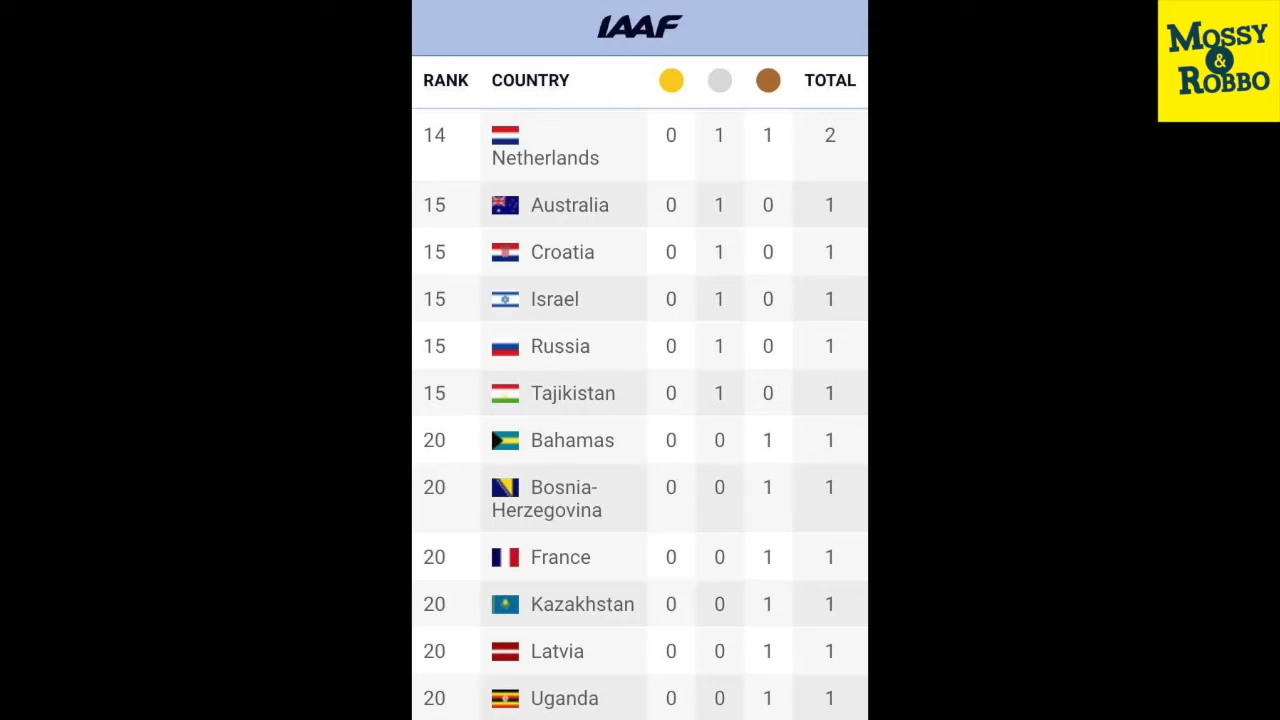 IAAF
MOSSY
&
ROBBO
RANK COUNTRY TOTAL
14 0 1 1 2
Netherlands
15 Australia 0 1 0 1
15 Croatia 0 1 0 1
15 Israel 0 1 0 1
15 Russia 0 1 0 1
15 Tajikistan 0 1 0 1
20 Bahamas 0 0 1 1
20 Bosnia- 0 0 1 1
Herzegovina
20 France 0 0 1 1
20 Kazakhstan 0 0 1 1
20 Latvia 0 0 1 1
20 Uganda 0 0 1 1